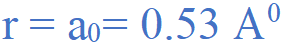 r = a₀= 0.53 A⁰